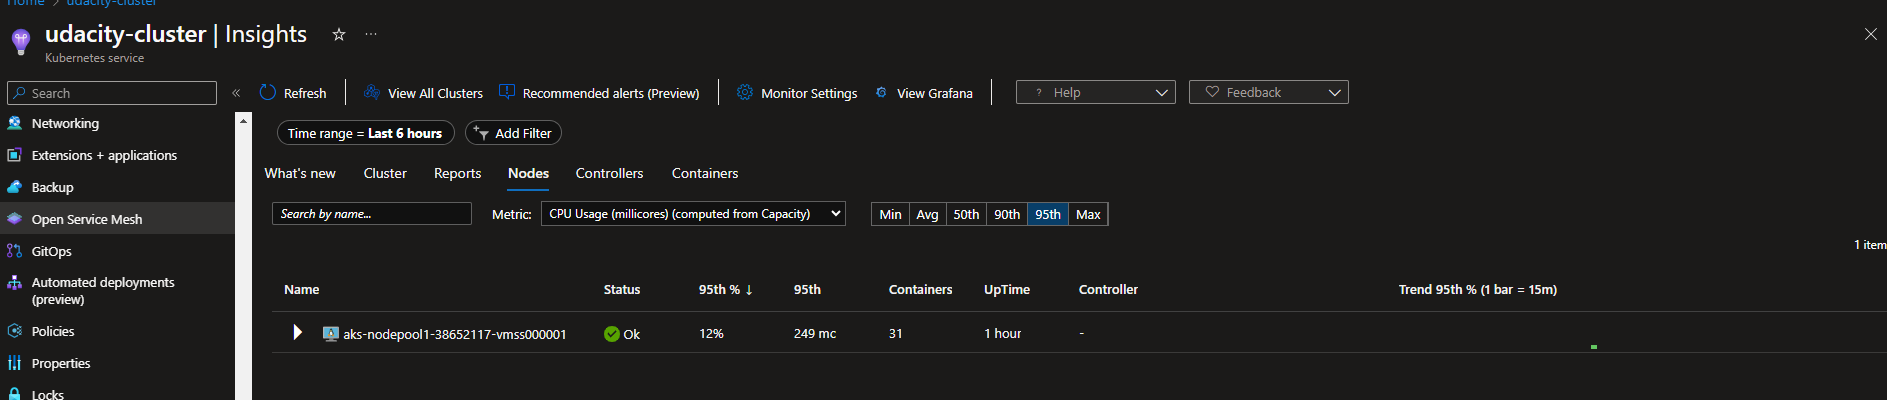 Home > udacity-cluster
udacity-cluster | Insights
Kubernetes service
Search
Refresh
View All Clusters
Recommended alerts (Preview)
Monitor Settings
View Grafana
? Help
Feedback
Networking
Extensions + applications
Backup
Open Service Mesh
GitOps
Automated deployments
(preview)
Policies
Properties
Locks
Time range = Last 6 hours
Add Filter
What's new Cluster Reports Nodes Controllers Containers
Search by name...
Metric: CPU Usage (millicores) (computed from Capacity)
Min Avg 50th 90th 95th Max
1 item
Name Status 95th % ↓ 95th Containers UpTime Controller Trend 95th % (1 bar = 15m)
aks-nodepool1-38652117-vmss000001 Ok 12% 249 mc 31 1 hour -